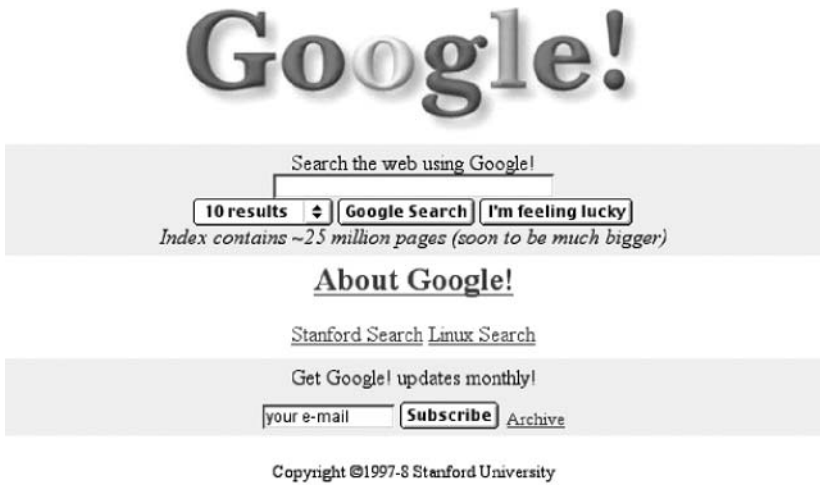 Google!
Search the web using Google!
10 results Google Search I'm feeling lucky
Index contains ~25 million pages (soon to be much bigger)
About Google!
Stanford Search Linux Search
Get Google! updates monthly!
your e-mail Subscribe Archive
Copyright ©1997-8 Stanford University